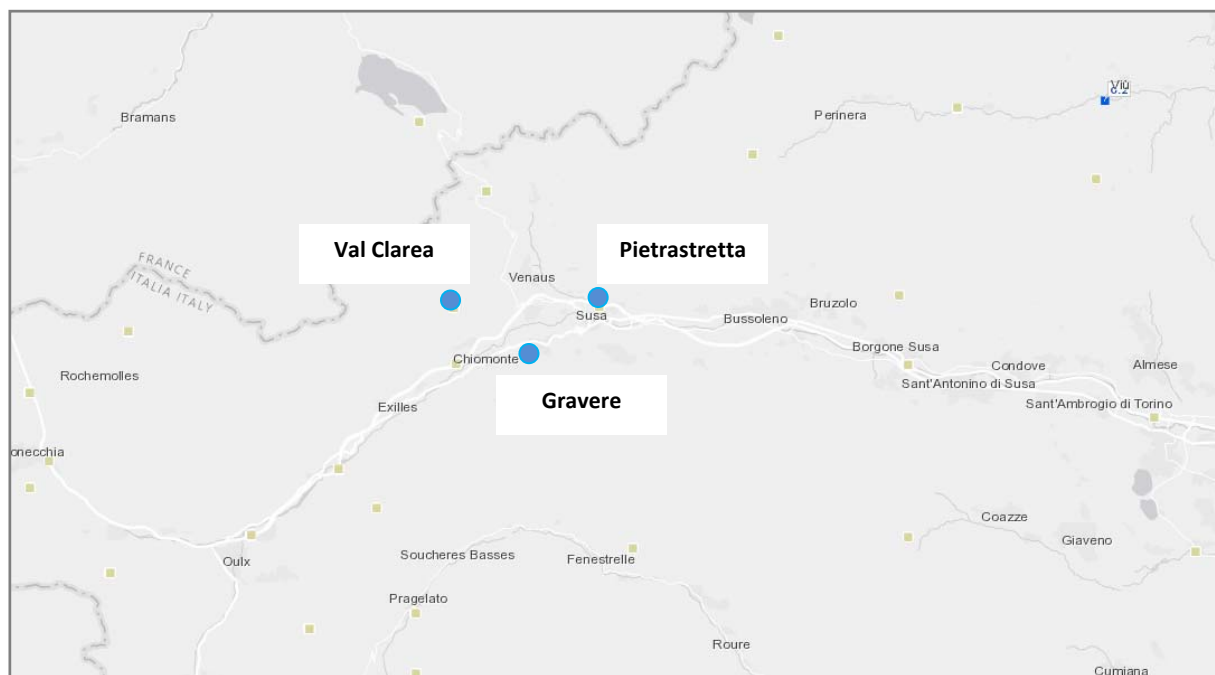 Viù
Bramans
Perinera
Val Clarea
Pietrastretta
FRANCE
ITALIA ITALY
Venaus
Bruzolo
Susa
Bussoleno
Borgone Susa
Chiomonte
Condove
Almese
Rochemolles
Sant'Antonino di Susa
Gravere
Exilles
Sant'Ambrogio di Torino
onecchia
Coazze
Giaveno
Soucheres Basses
Fenestrelle
Oulx
Pragelato
Roure
Cumiana